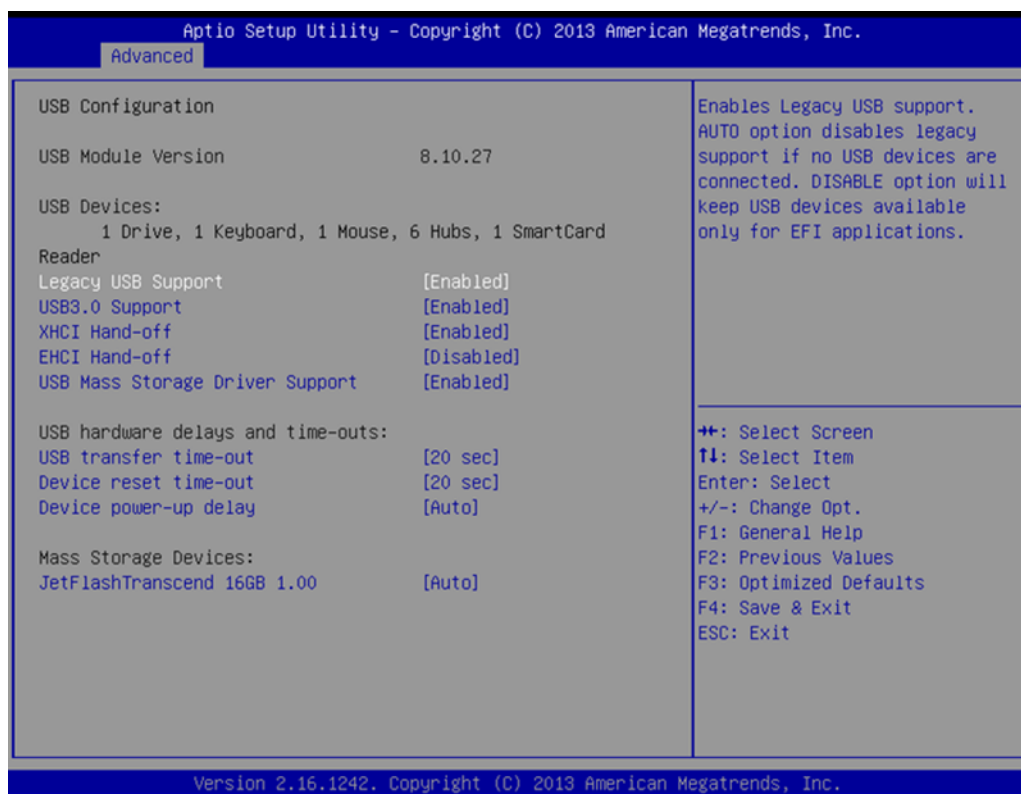 Aptio Setup Utility – Copyright (C) 2013 American Megatrends, Inc.
Advanced
USB Configuration
USB Module Version 8.10.27
USB Devices:
1 Drive, 1 Keyboard, 1 Mouse, 6 Hubs, 1 SmartCard
Reader
Legacy USB Support [Enabled]
USB3.0 Support [Enabled]
XHCI Hand-off [Enabled]
EHCI Hand-off [Disabled]
USB Mass Storage Driver Support [Enabled]
USB hardware delays and time-outs:
USB transfer time-out [20 sec]
Device reset time-out [20 sec]
Device power-up delay [Auto]
Mass Storage Devices:
JetFlashTranscend 16GB 1.00 [Auto]
Enables Legacy USB support.
AUTO option disables legacy
support if no USB devices are
connected. DISABLE option will
keep USB devices available
only for EFI applications.
→←: Select Screen
↑↓: Select Item
Enter: Select
+/-: Change Opt.
F1: General Help
F2: Previous Values
F3: Optimized Defaults
F4: Save & Exit
ESC: Exit
Version 2.16.1242. Copyright (C) 2013 American Megatrends, Inc.